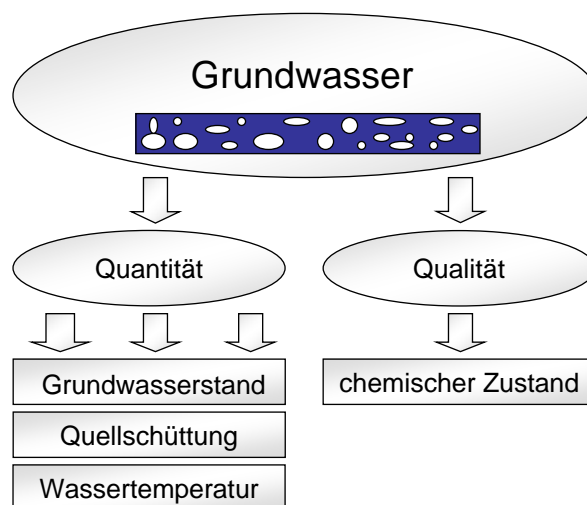 Grundwasser
Quantität
Qualität
Grundwasserstand
chemischer Zustand
Quellschüttung
Wassertemperatur